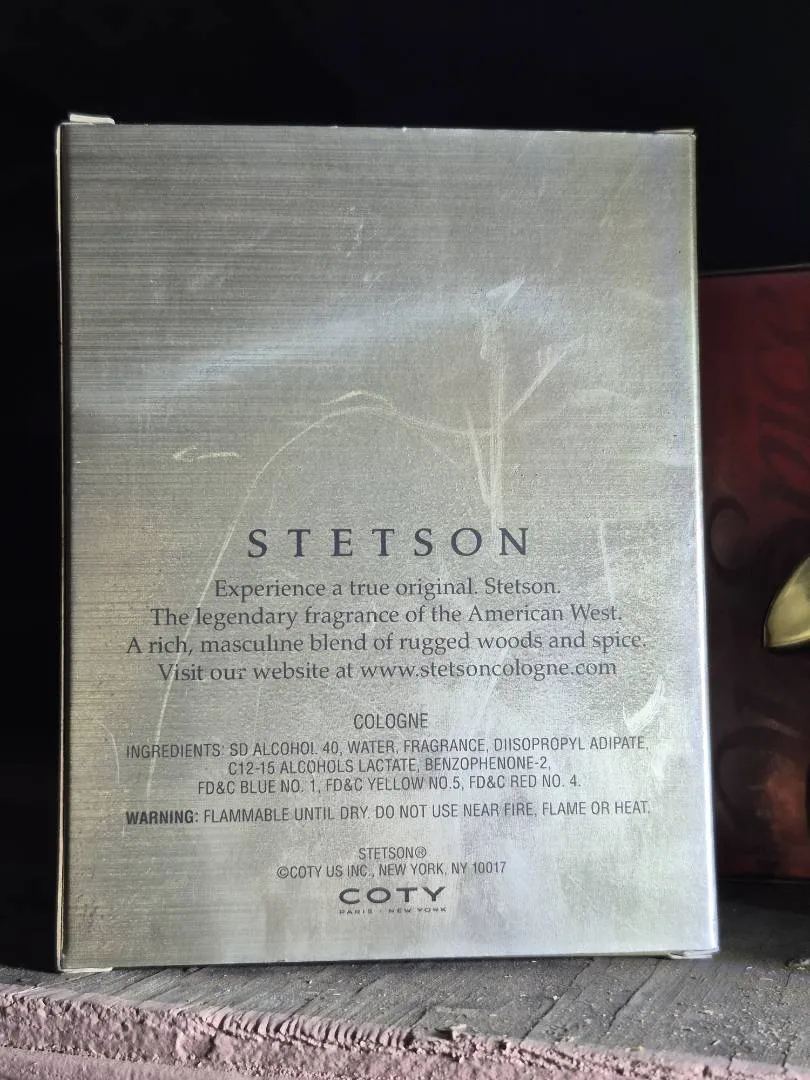 STETSON
Experience a true original. Stetson.
The legendary fragrance of the American West.
A rich, masculine blend of rugged woods and spice.
Visit our website at www.stetsoncologne.com
COLOGNE
INGREDIENTS: SD ALCOHOL 40, WATER, FRAGRANCE, DIISOPROPYL ADIPATE,
C12-15 ALCOHOLS LACTATE, BENZOPHENONE-2,
FD&C BLUE NO. 1, FD&C YELLOW NO.5, FD&C RED NO. 4.
WARNING: FLAMMABLE UNTIL DRY. DO NOT USE NEAR FIRE, FLAME OR HEAT.
STETSON®
©COTY US INC., NEW YORK, NY 10017
COTY
PARIS · NEW YORK